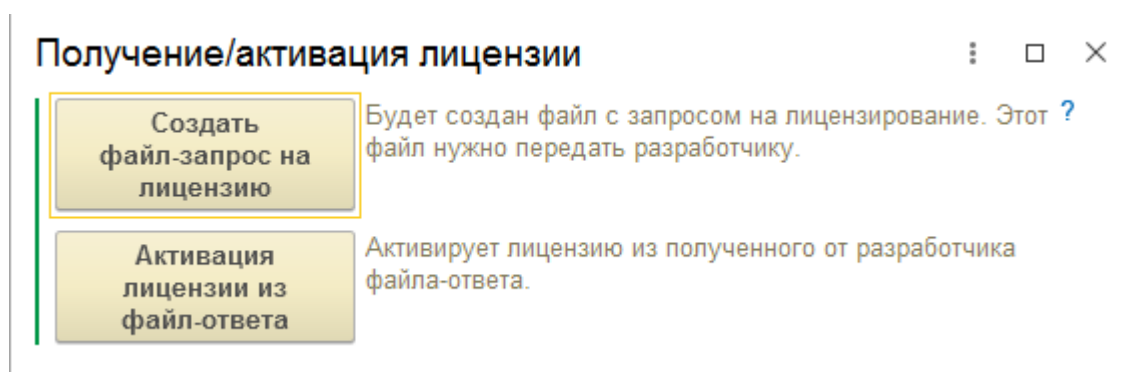 Получение/активация лицензии
Создать
файл-запрос на
лицензию
Будет создан файл с запросом на лицензирование. Этот ?
файл нужно передать разработчику.
Активация
лицензии из
файл-ответа
Активирует лицензию из полученного от разработчика
файла-ответа.